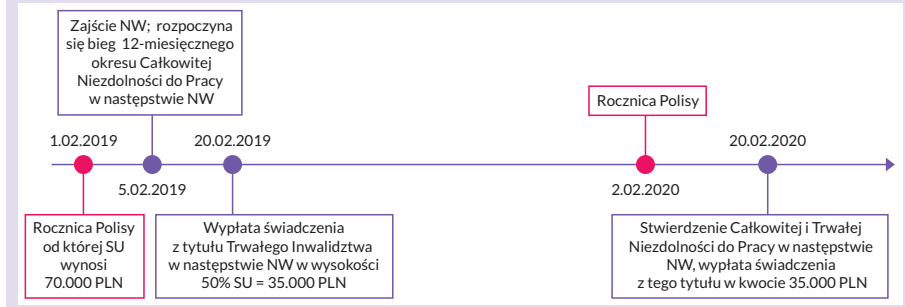 Zajście NW; rozpoczyna
się bieg 12-miesięcznego
okresu Całkowitej
Niezdolności do Pracy
w następstwie NW
Rocznica Polisy
1.02.2019
20.02.2019
20.02.2020
5.02.2019
2.02.2020
Rocznica Polisy
od której SU
wynosi
70.000 PLN
Wypłata świadczenia
z tytułu Trwałego Inwalidztwa
w następstwie NW w wysokości
50% SU = 35.000 PLN
Stwierdzenie Całkowitej i Trwałej
Niezdolności do Pracy w następstwie
NW, wypłata świadczenia
z tego tytułu w kwocie 35.000 PLN